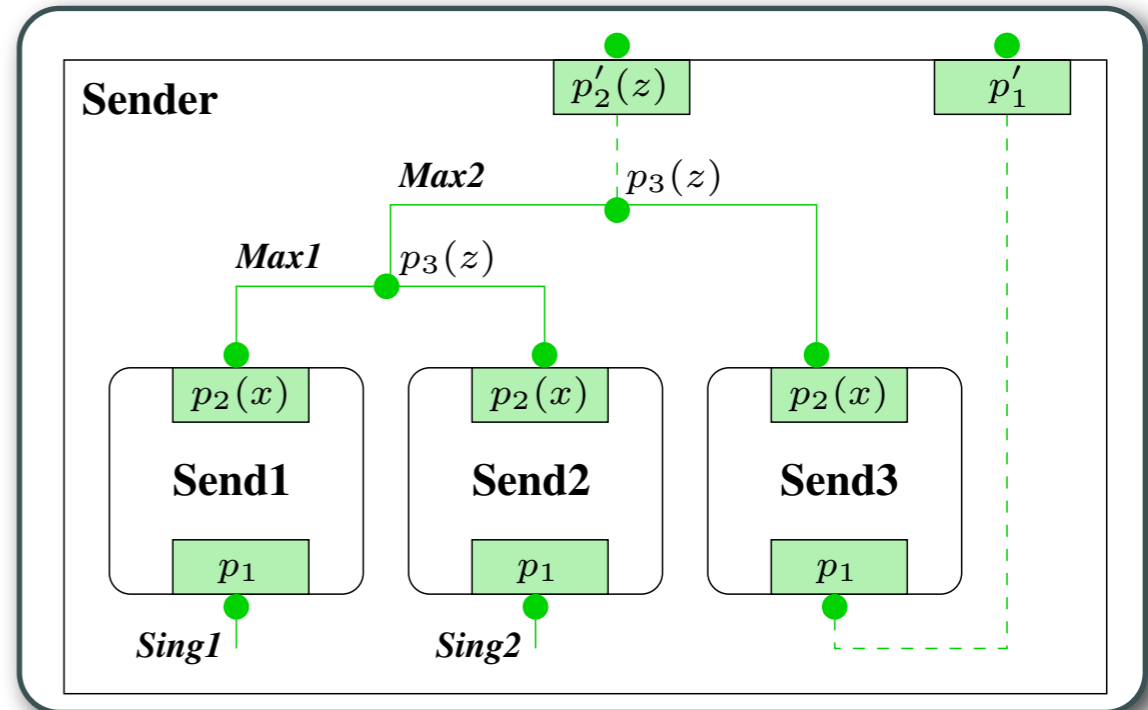 p′₂(z) p′₁
Sender
Max2 p₃(z)
Max1 p₃(z)
p₂(x) p₂(x) p₂(x)
Send1 Send2 Send3
p₁ p₁ p₁
Sing1 Sing2